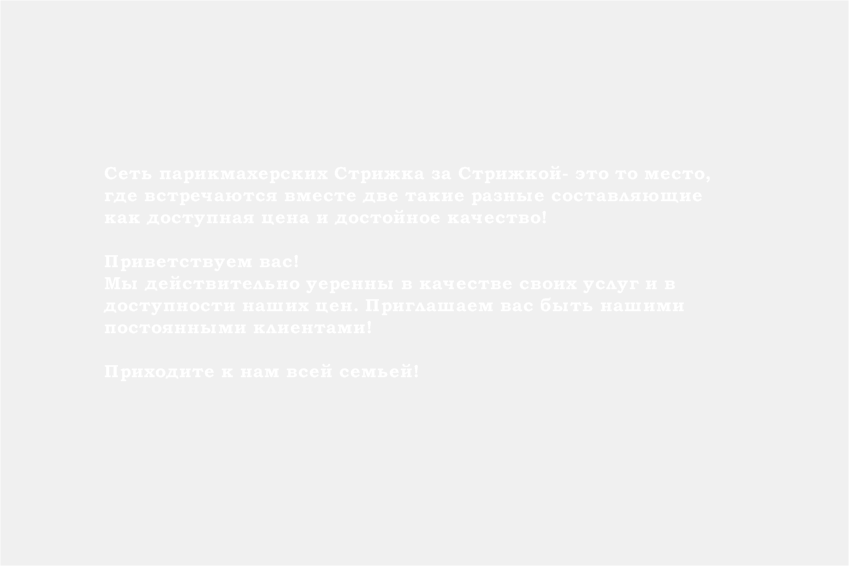 Сеть парикмахерских Стрижка за Стрижкой- это то место,
где встречаются вместе две такие разные составляющие
как доступная цена и достойное качество!
Приветствуем вас!
Мы действительно уеренны в качестве своих услуг и в
доступности наших цен. Приглашаем вас быть нашими
постоянными клиентами!
Приходите к нам всей семьей!